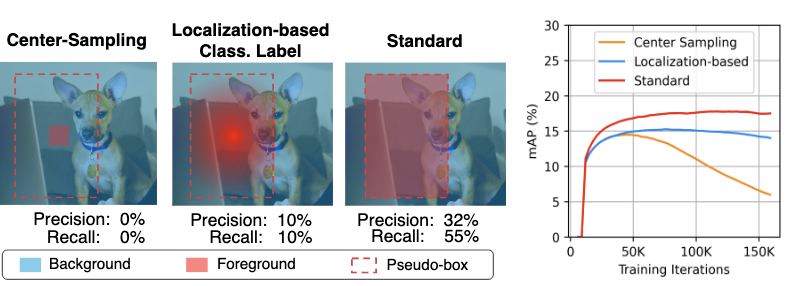 Center-Sampling
Localization-based
Class. Label
Standard
Precision: 0%
Recall: 0%
Precision: 10%
Recall: 10%
Precision: 32%
Recall: 55%
Background
Foreground
Pseudo-box
30
25
20
15
10
5
0
mAP (%)
Center Sampling
Localization-based
Standard
0
50K
100K
150K
Training Iterations